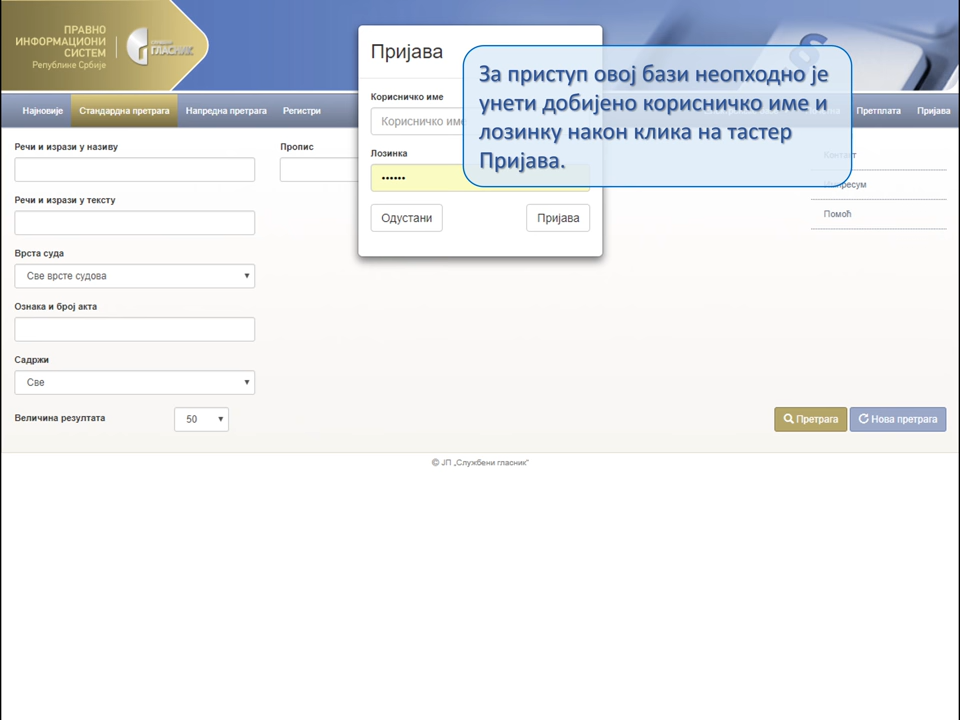 ПРАВНО
ИНФОРМАЦИОНИ
СИСТЕМ
Републике Србије
ГЛАСНИК
Најновије
Стандардна претрага
Напредна претрага
Регистри
Претплата
Пријава
Пријава
Корисничко име
Корисничко име
Лозинка
••••••
Одустани
Пријава
За приступ овој бази неопходно је
унети добијено корисничко име и
лозинку након клика на тастер
Пријава.
Речи и изрази у називу
Пропис
Речи и изрази у тексту
Врста суда
Све врсте судова
Ознака и број акта
Садржи
Све
Величина резултата
50
Контакт
Импресум
Помоћ
Претрага
Нова претрага
© ЈП „Службени гласник“